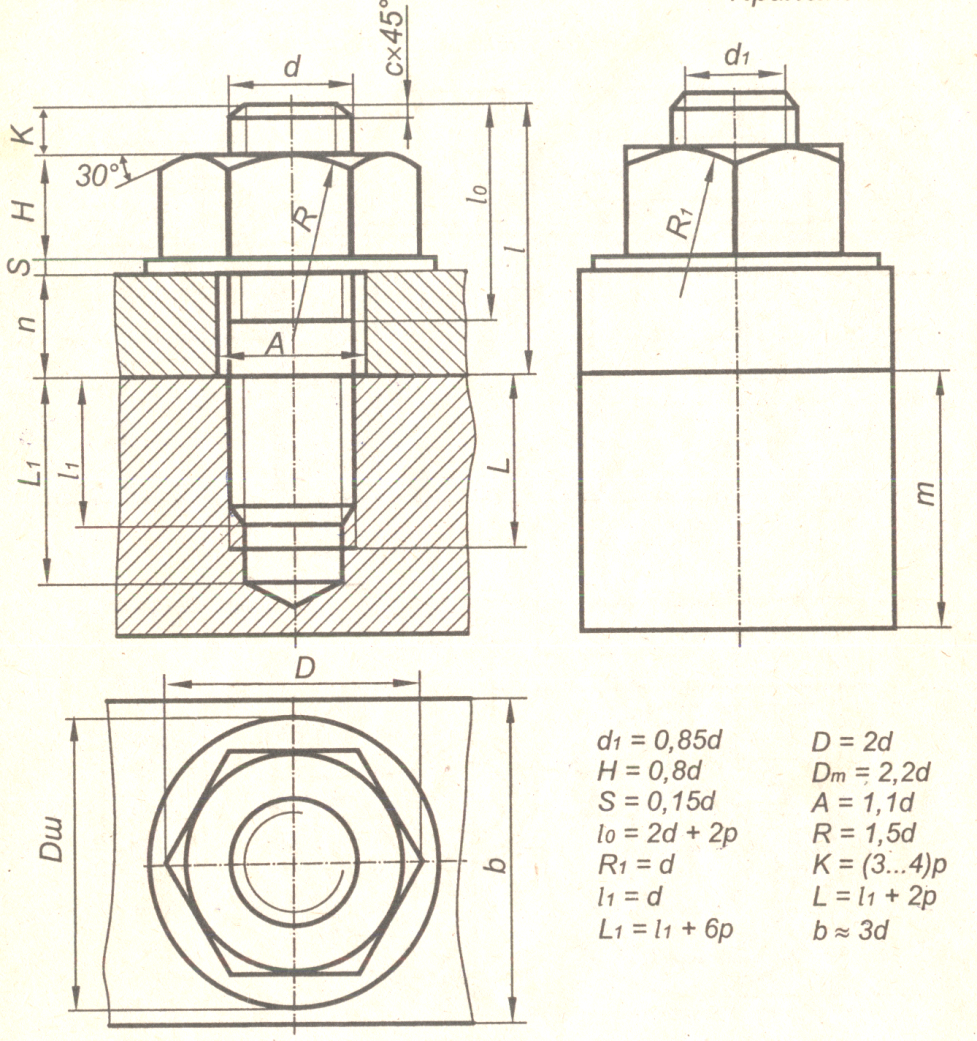 d
c×45°
d1
K
30°
H
R
l0
l
R1
S
n
A
L1
l1
L
m
D
Dш
b
d1 = 0,85d
H = 0,8d
S = 0,15d
l0 = 2d + 2p
R1 = d
l1 = d
L1 = l1 + 6p
D = 2d
Dm = 2,2d
A = 1,1d
R = 1,5d
K = (3...4)p
L = l1 + 2p
b ≈ 3d